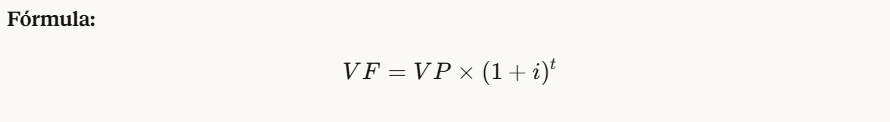 Fórmula:
VF = VP × (1 + i)^t